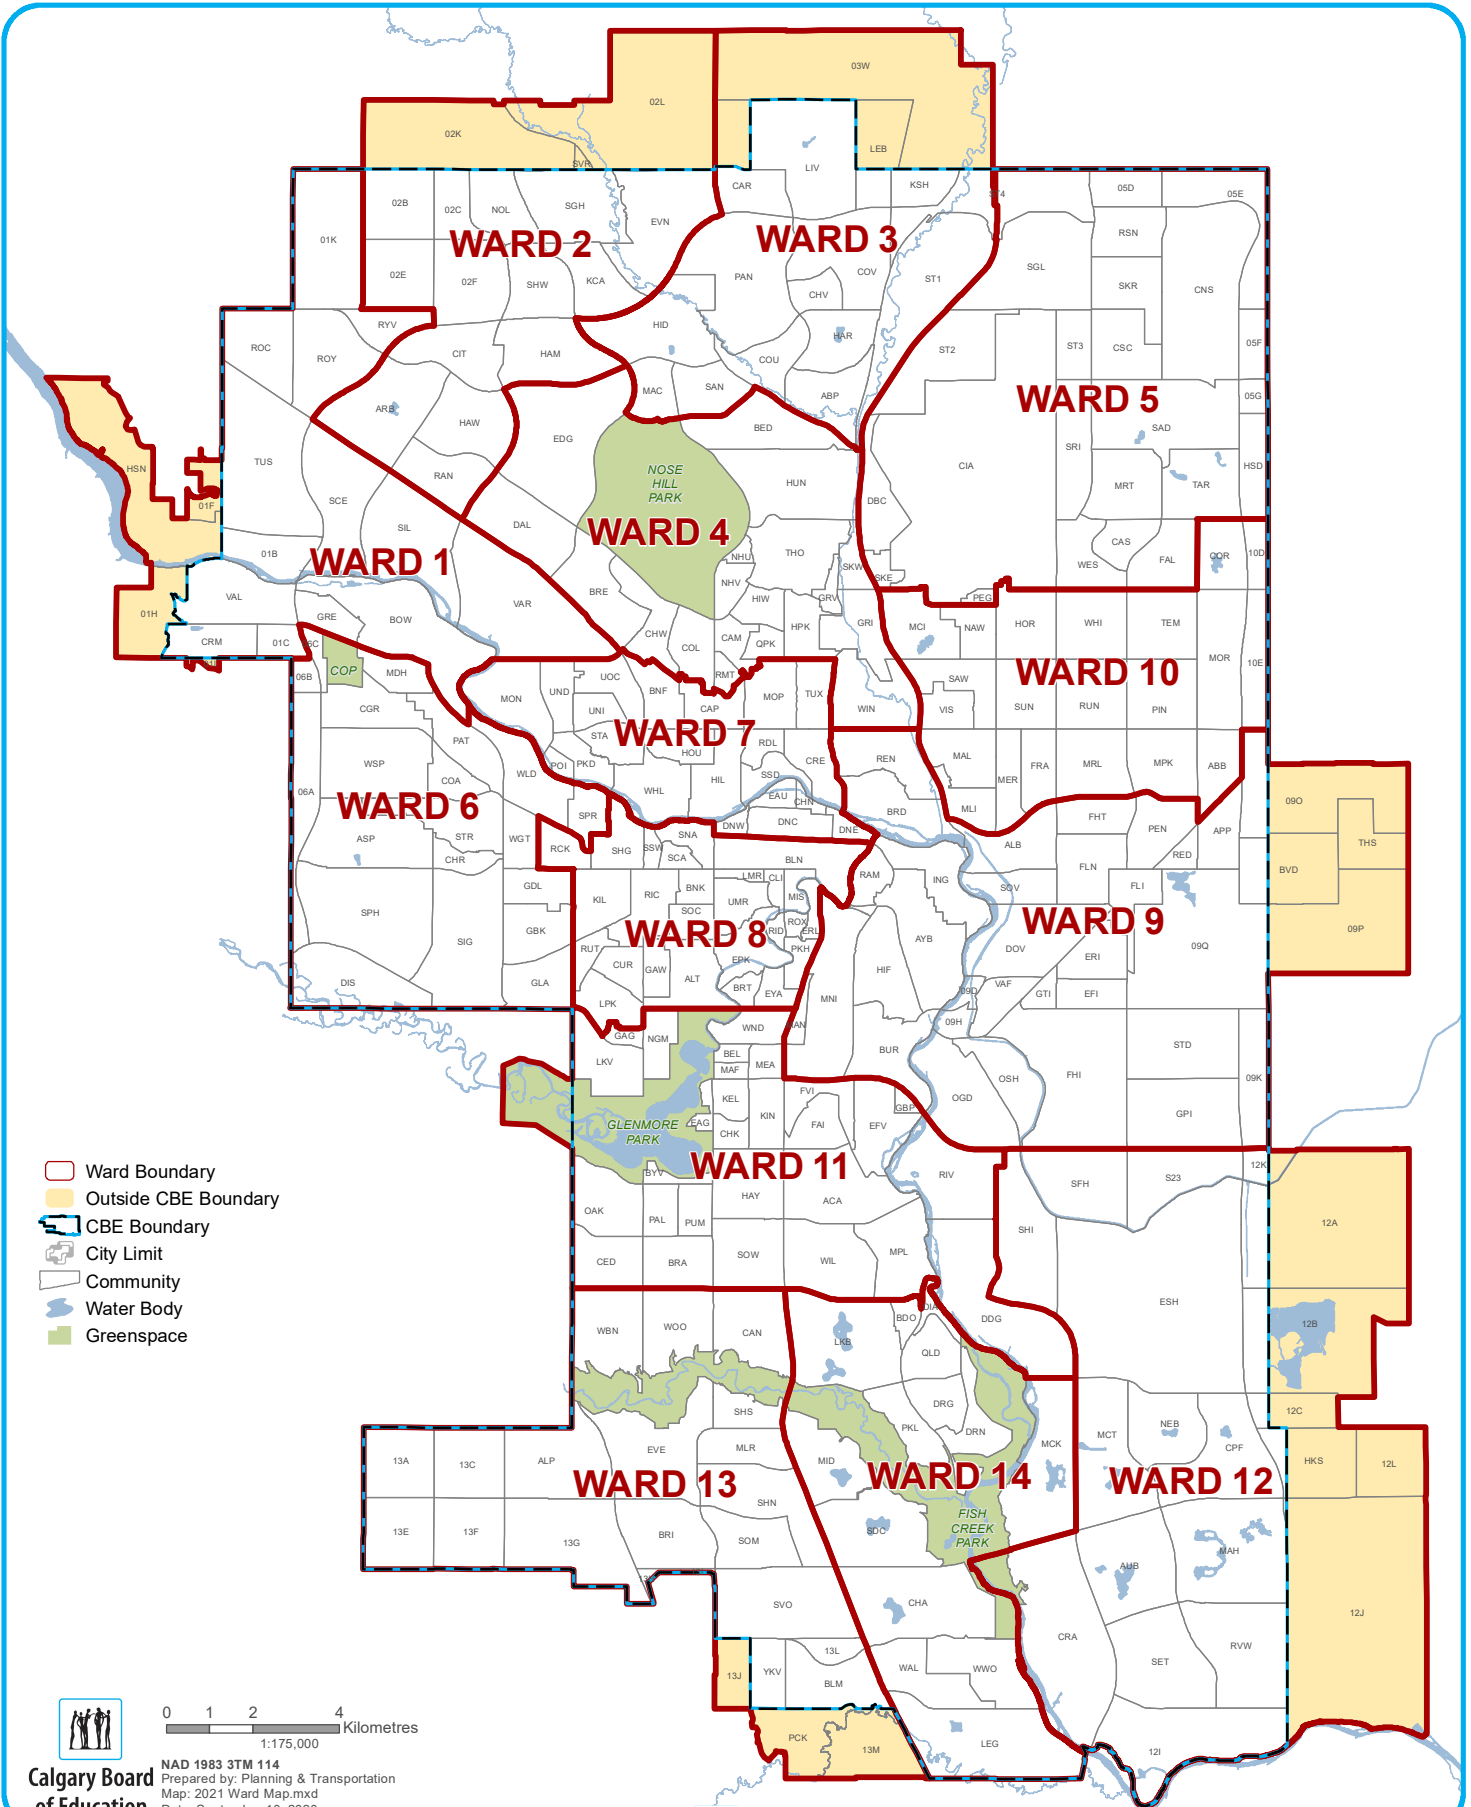 03W
02L
02K
SVR
LEB
LIV
CAR
KSH
05D
05E
02B
02C
NOL
SGH
EVN
01K
RSN
WARD 2
WARD 3
02E
02F
SHW
KCA
PAN
COV
CHV
ST1
SGL
SKR
CNS
RYV
HID
HAR
ROC
ROY
CIT
HAM
COU
ST2
ST3
CSC
05F
MAC
SAN
ABP
WARD 5
05G
ARB
HAW
EDG
BED
SAD
SRI
TUS
HSN
RAN
NOSE
HILL
PARK
HUN
CIA
HSD
MRT
TAR
01F
SCE
SIL
DAL
WARD 4
DBC
CAS
01B
WARD 1
NHU
THO
SKW
SKE
WES
FAL
COR
10D
VAL
VAR
BRE
NHV
HIW
GRV
PEG
01H
GRE
BOW
CHW
COL
CAM
QPK
HPK
GRI
MCI
NAW
HOR
WHI
TEM
CRM
01C
COP
MDH
RMT
MOR
10E
06B
UOC
BNF
WARD 10
SAW
CGR
MON
UND
UNI
CAP
MOP
TUX
WIN
VIS
SUN
RUN
PIN
PAT
STA
WARD 7
HOU
RDL
CRE
REN
MAL
WSP
COA
WLD
POI
PKD
SSD
HIL
MER
FRA
MRL
MPK
ABB
06A
WARD 6
WHL
EAU
CHN
BRD
MLI
09O
SPR
DNW
DNC
DNE
FHT
PEN
APP
ASP
STR
WGT
RCK
SHG
SSW
SNA
SCA
ALB
THS
CHR
BLN
RED
GDL
KIL
RIC
BNK
LMR
CLI
RAM
ING
SOV
FLN
FLI
BVD
SPH
SOC
UMR
MIS
ROX
WARD 9
GBK
WARD 8
RID
ERL
AYB
09P
SIG
RUT
PKH
DOV
09Q
CUR
GAW
ALT
EPK
HIF
ERI
DIS
GLA
LPK
BRT
EYA
MNI
09D
VAF
GTI
EFI
GAG
NGM
WND
MAN
09H
LKV
BEL
MAF
MEA
BUR
OSH
FHI
STD
09K
KEL
FVI
OGD
GPI
GLENMORE
PARK
EAG
CHK
KIN
FAI
EFV
GBP
BYV
WARD 11
RIV
SFH
S23
12K
OAK
PAL
PUM
HAY
ACA
SHI
12A
CED
BRA
SOW
WIL
MPL
ESH
Ward Boundary
Outside CBE Boundary
CBE Boundary
City Limit
Community
Water Body
Greenspace
WBN
WOO
CAN
LKB
BDO
DIA
DDG
12B
QLD
SHS
DRG
12C
PKL
DRN
MCK
MCT
NEB
CPF
13A
13C
ALP
EVE
MLR
MID
HKS
12L
WARD 13
WARD 14
WARD 12
SHN
13E
13F
13G
BRI
SOM
SDC
FISH
CREEK
PARK
MAH
AUB
SVO
CHA
12J
CRA
RVW
13L
13J
YKV
BLM
WAL
WWO
SET
PCK
13M
LEG
12I
0 1 2 4
Kilometres
1:175,000
Calgary Board
of Education
NAD 1983 3TM 114
Prepared by: Planning & Transportation
Map: 2021 Ward Map.mxd